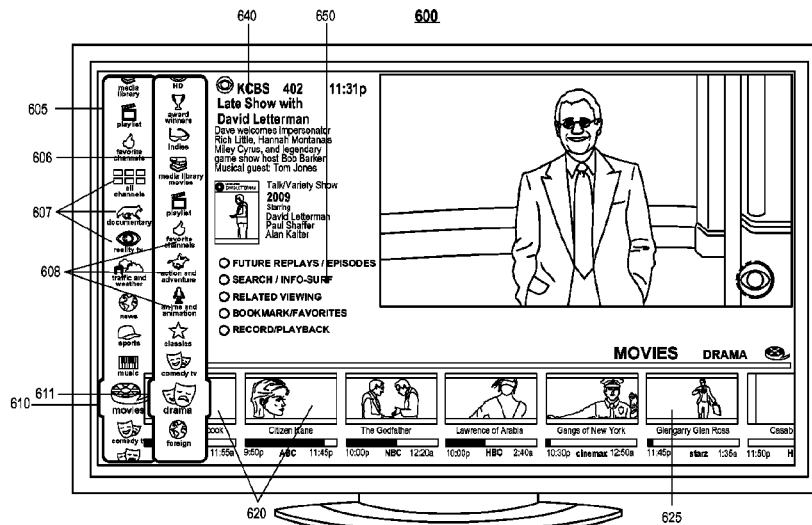 640 650 600
605
606
607
608
611
610
620
625
media library
playlist
favorite channels
all channels
documentary
reality tv
traffic and weather
news
sports
music
movies
comedy t
HD
award winners
Indies
media library movies
playlist
favorite channels
action and adventure
anime and animation
classics
comedy tv
drama
foreign
KCBS 402 11:31p
Late Show with
David Letterman
Dave welcomes impersonator
Rich Little, Hannah Montanas
Miley Cyrus, and legendary
game show host Bob Barker
Musical guest: Tom Jones
Talk/Variety Show
2009
Starring
David Letterman
Paul Shaffer
Alan Kalter
FUTURE REPLAYS / EPISODES
SEARCH / INFO-SURF
RELATED VIEWING
BOOKMARK/FAVORITES
RECORD/PLAYBACK
MOVIES DRAMA
ook
Citizen Kane
The Godfather
Lawrence of Arabia
Gangs of New York
Glengarry Glen Ross
Casab
11:55a
9:50p ABC 11:45p
10:00p NBC 12:20a
10:00p HBO 2:40a
10:30p cinemax 12:50a
11:45p starz 1:35a
11:50p H